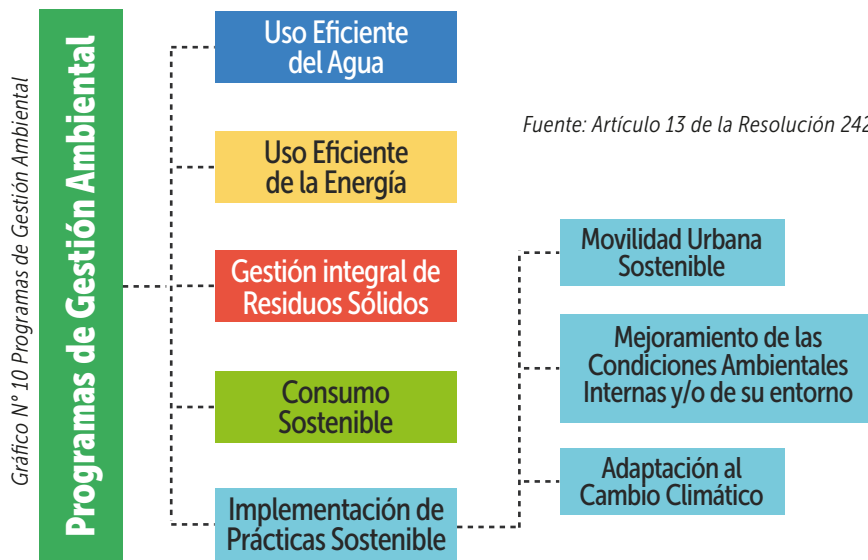 Gráfico N° 10 Programas de Gestión Ambiental
Programas de Gestión Ambiental
Uso Eficiente
del Agua
Uso Eficiente
de la Energía
Gestión integral de
Residuos Sólidos
Consumo
Sostenible
Implementación de
Prácticas Sostenible
Fuente: Artículo 13 de la Resolución 242
Movilidad Urbana
Sostenible
Mejoramiento de las
Condiciones Ambientales
Internas y/o de su entorno
Adaptación al
Cambio Climático